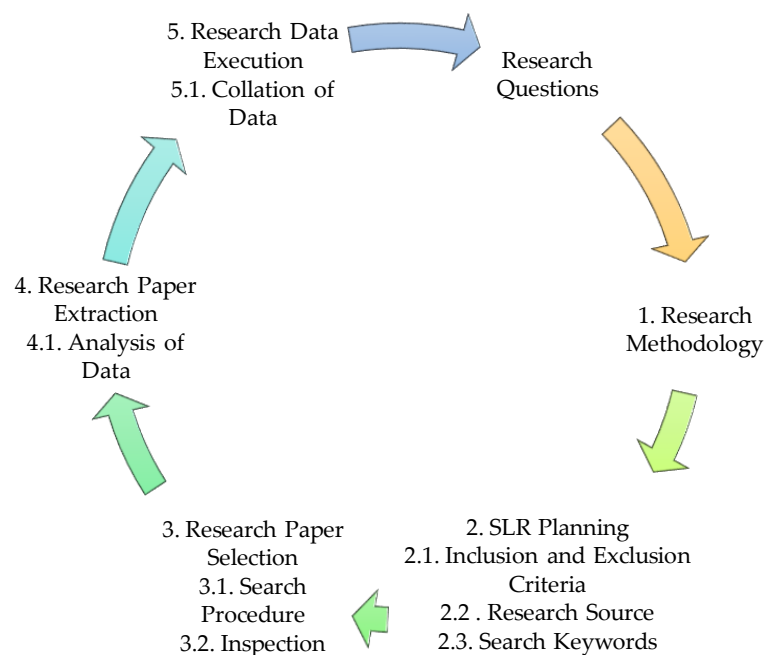 5. Research Data
Execution
5.1. Collation of
Data
Research
Questions
1. Research
Methodology
2. SLR Planning
2.1. Inclusion and Exclusion
Criteria
2.2 . Research Source
2.3. Search Keywords
3. Research Paper
Selection
3.1. Search
Procedure
3.2. Inspection
4. Research Paper
Extraction
4.1. Analysis of
Data